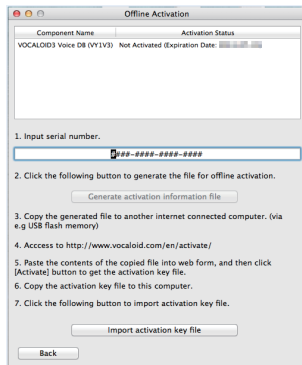 Offline Activation
Component Name Activation Status
VOCALOID3 Voice DB (VY1V3) Not Activated (Expiration Date:
1. Input serial number.
####-####-####-####
2. Click the following button to generate the file for offline activation.
Generate activation information file
3. Copy the generated file to another internet connected computer. (via
e.g USB flash memory)
4. Acccess to http://www.vocaloid.com/en/activate/
5. Paste the contents of the copied file into web form, and then click
[Activate] button to get the activation key file.
6. Copy the activation key file to this computer.
7. Click the following button to import activation key file.
Import activation key file
Back